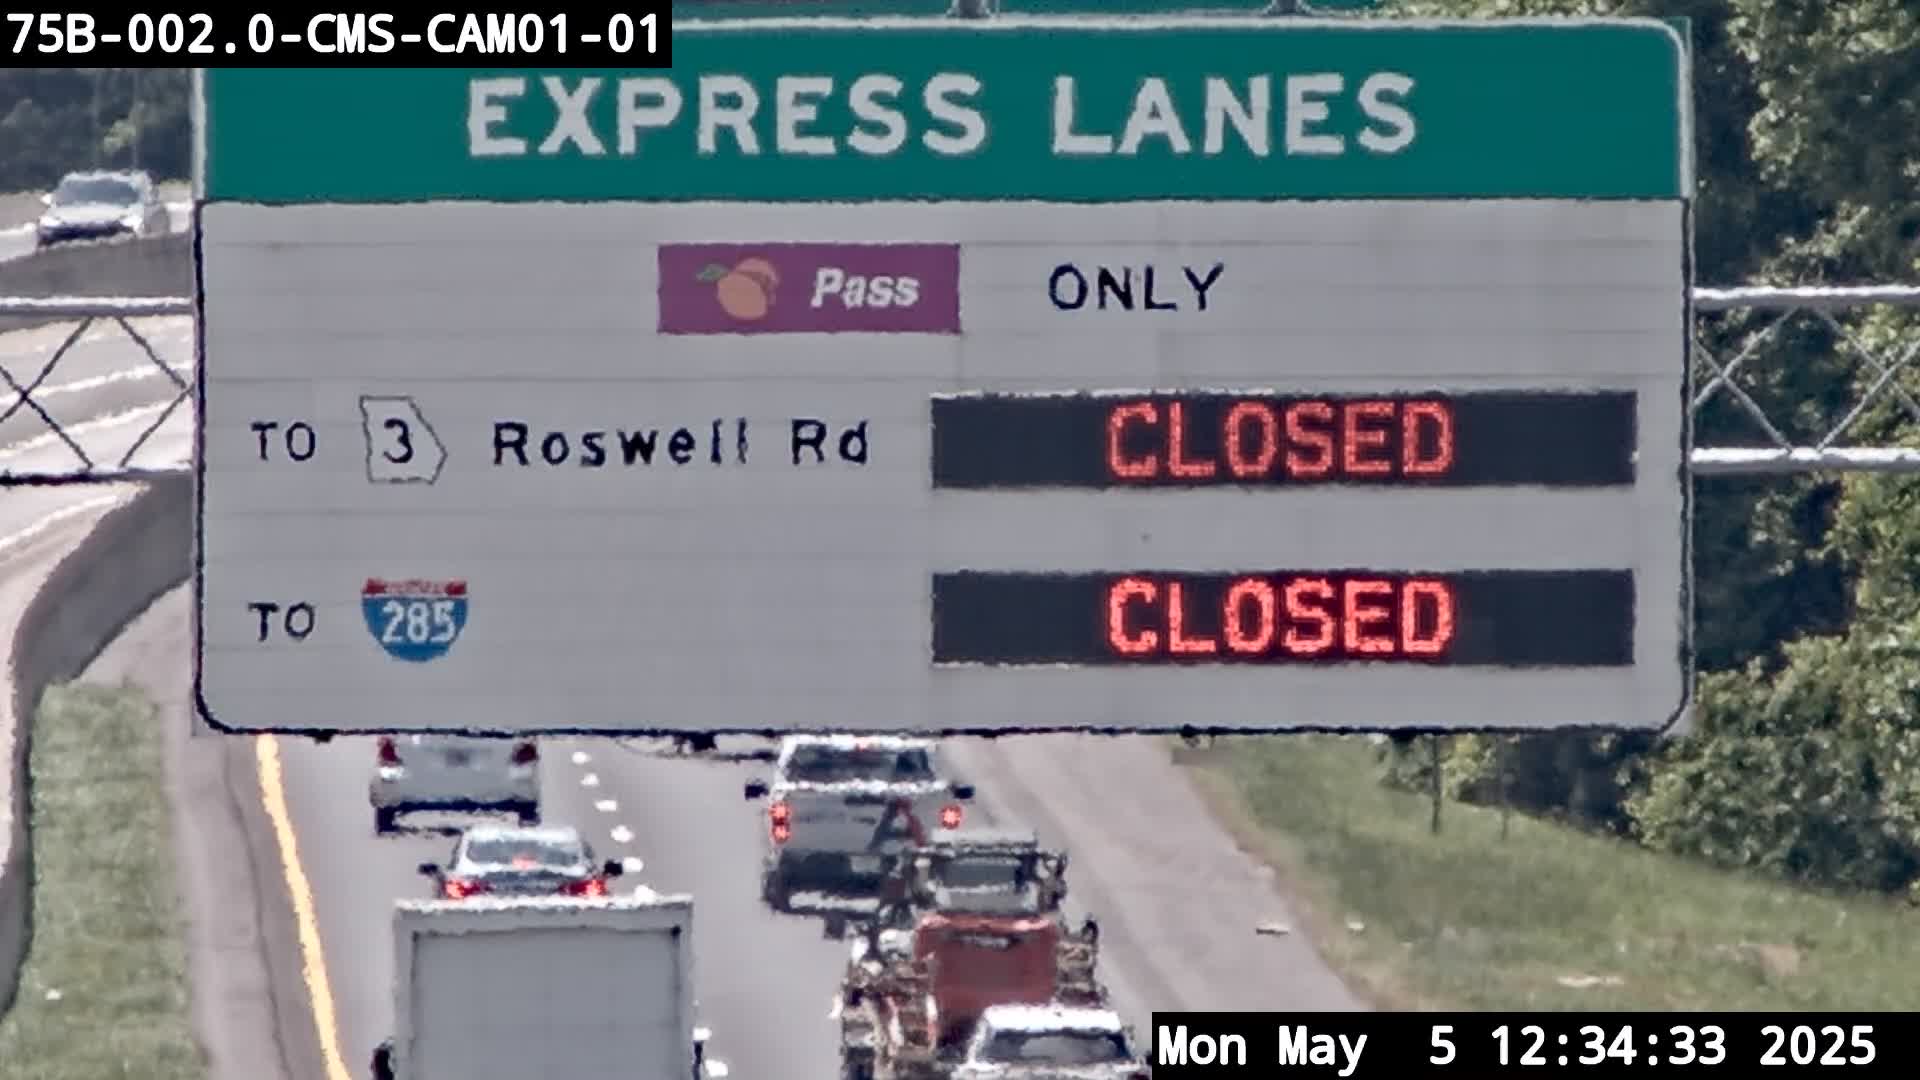 75B-002.0-CMS-CAM01-01
EXPRESS LANES
Pass ONLY
TO 3 Roswell Rd CLOSED
TO 285 CLOSED
Mon May 5 12:34:33 2025